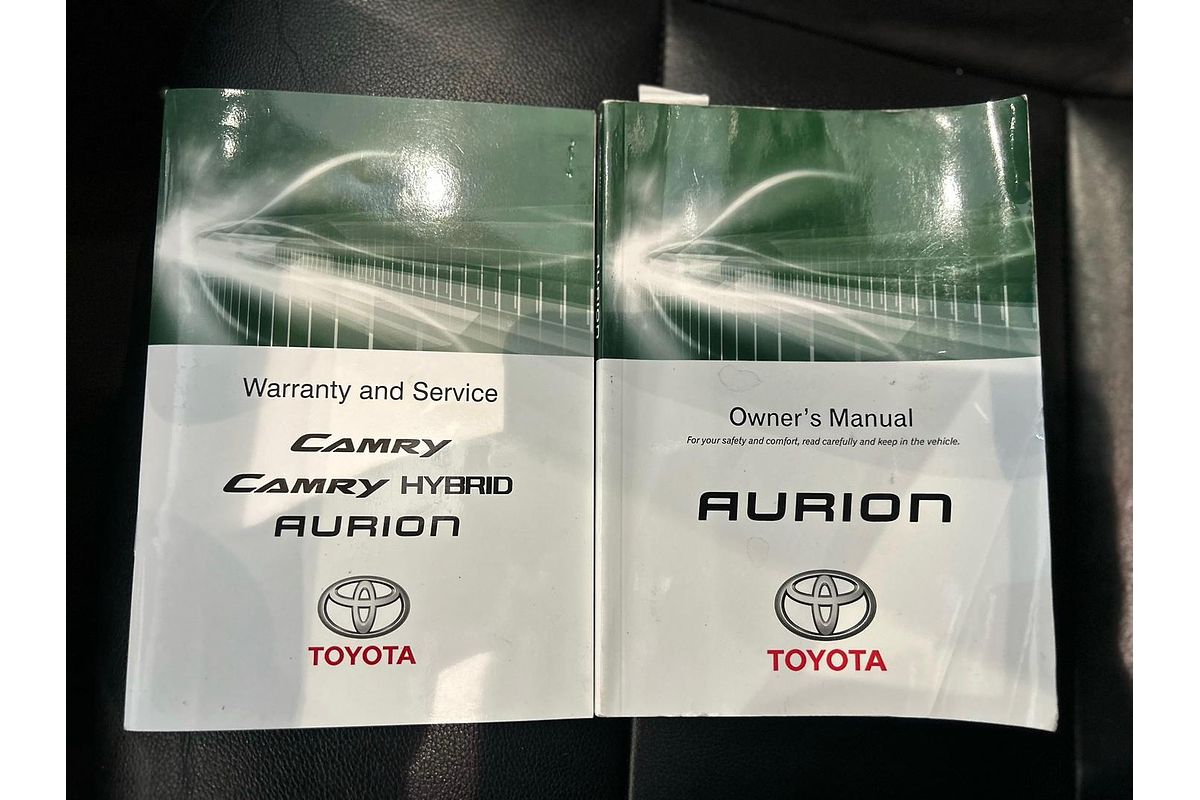 Warranty and Service
CAMRY
CAMRY HYBRID
AURION
TOYOTA
AURION
Owner's Manual
For your safety and comfort, read carefully and keep in the vehicle.
AURION
TOYOTA